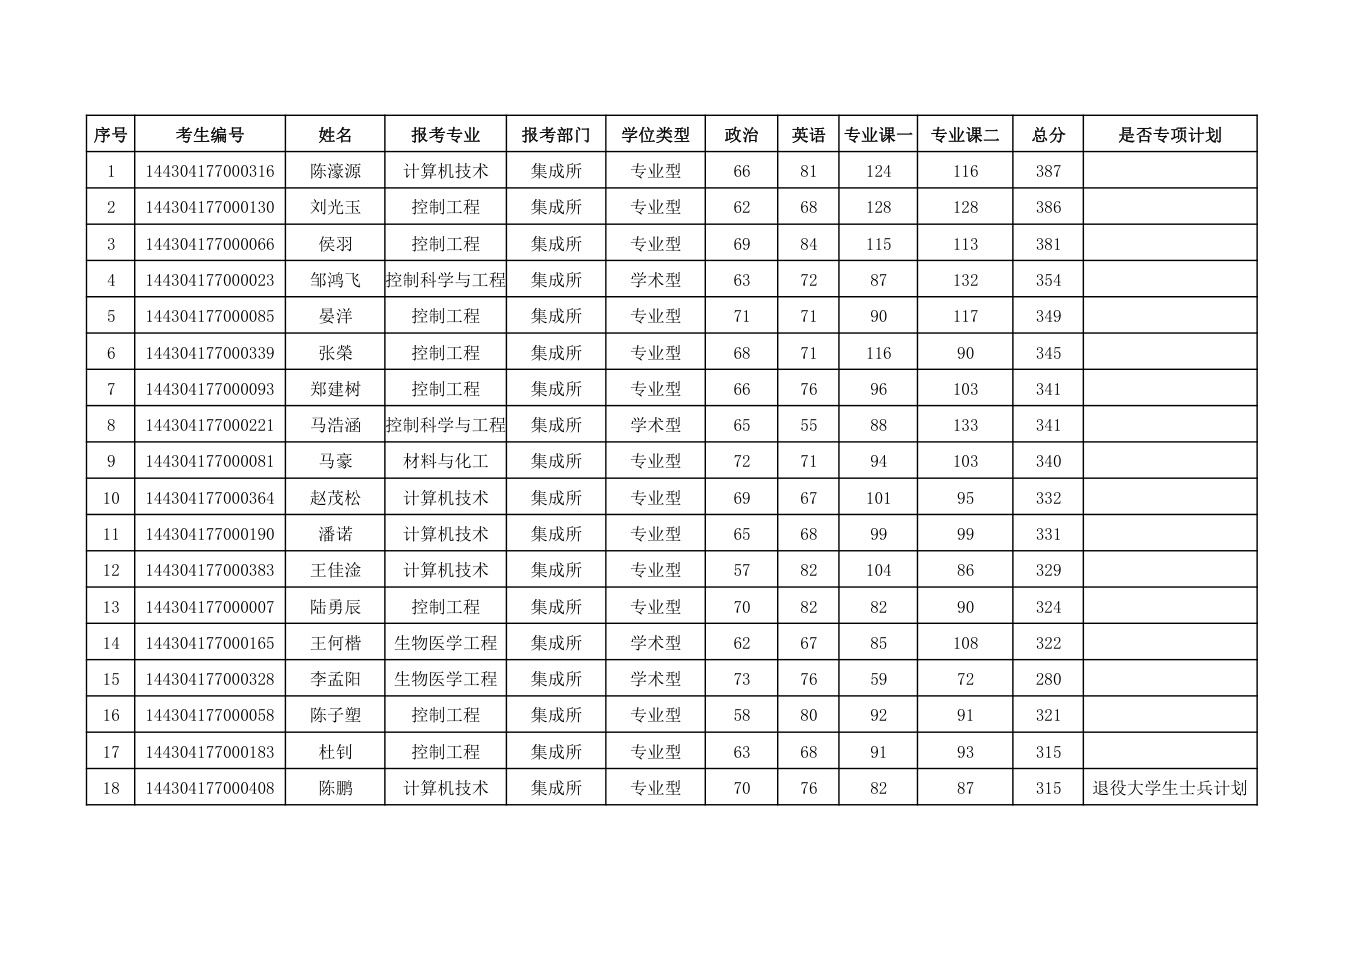 序号 考生编号 姓名 报考专业 报考部门 学位类型 政治 英语 专业课一 专业课二 总分 是否专项计划
1 144304177000316 陈濠源 计算机技术 集成所 专业型 66 81 124 116 387
2 144304177000130 刘光玉 控制工程 集成所 专业型 62 68 128 128 386
3 144304177000066 侯羽 控制工程 集成所 专业型 69 84 115 113 381
4 144304177000023 邹鸿飞 控制科学与工程 集成所 学术型 63 72 87 132 354
5 144304177000085 晏洋 控制工程 集成所 专业型 71 71 90 117 349
6 144304177000339 张榮 控制工程 集成所 专业型 68 71 116 90 345
7 144304177000093 郑建树 控制工程 集成所 专业型 66 76 96 103 341
8 144304177000221 马浩涵 控制科学与工程 集成所 学术型 65 55 88 133 341
9 144304177000081 马豪 材料与化工 集成所 专业型 72 71 94 103 340
10 144304177000364 赵茂松 计算机技术 集成所 专业型 69 67 101 95 332
11 144304177000190 潘诺 计算机技术 集成所 专业型 65 68 99 99 331
12 144304177000383 王佳淦 计算机技术 集成所 专业型 57 82 104 86 329
13 144304177000007 陆勇辰 控制工程 集成所 专业型 70 82 82 90 324
14 144304177000165 王何楷 生物医学工程 集成所 学术型 62 67 85 108 322
15 144304177000328 李孟阳 生物医学工程 集成所 学术型 73 76 59 72 280
16 144304177000058 陈子塑 控制工程 集成所 专业型 58 80 92 91 321
17 144304177000183 杜钊 控制工程 集成所 专业型 63 68 91 93 315
18 144304177000408 陈鹏 计算机技术 集成所 专业型 70 76 82 87 315 退役大学生士兵计划